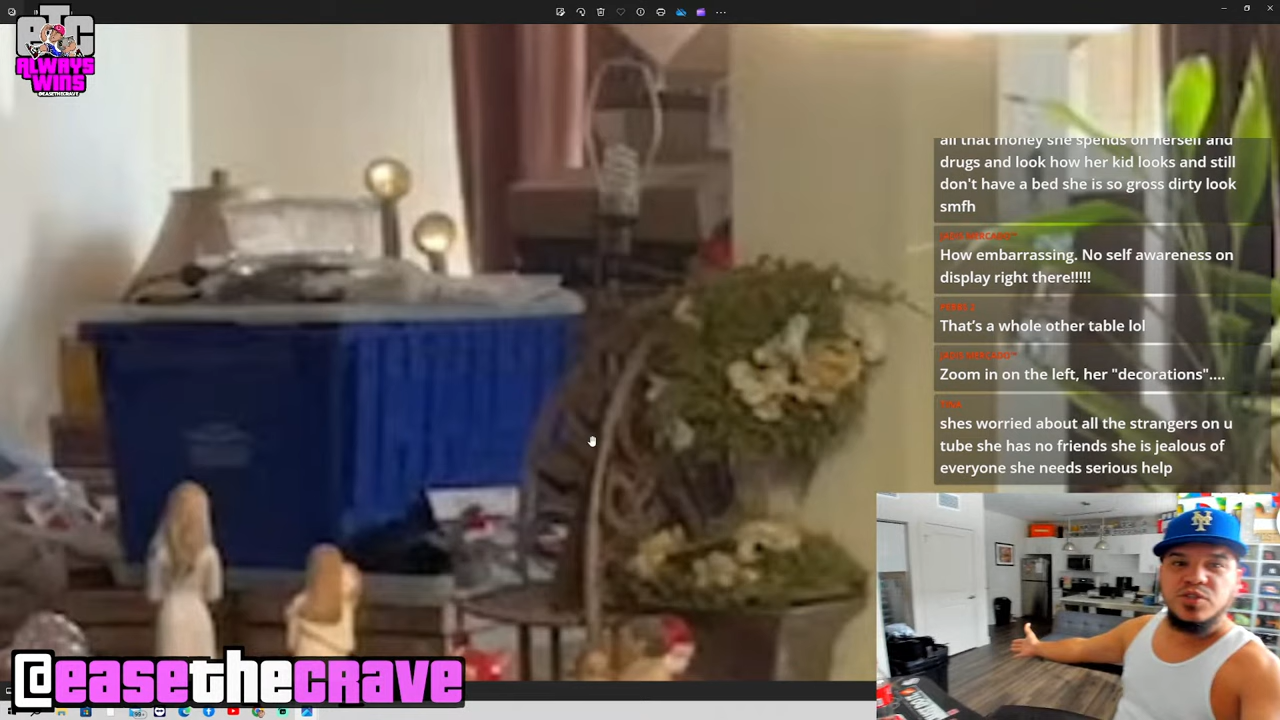 ETC
ALWAYS
WINS
@EASETHECRAVE
all that money she spends on herself and
drugs and look how her kid looks and still
don't have a bed she is so gross dirty look
smfh
How embarrassing. No self awareness on
display right there!!!!!
That's a whole other table lol
Zoom in on the left, her "decorations"....
shes worried about all the strangers on u
tube she has no friends she is jealous of
everyone she needs serious help
@easethecrave